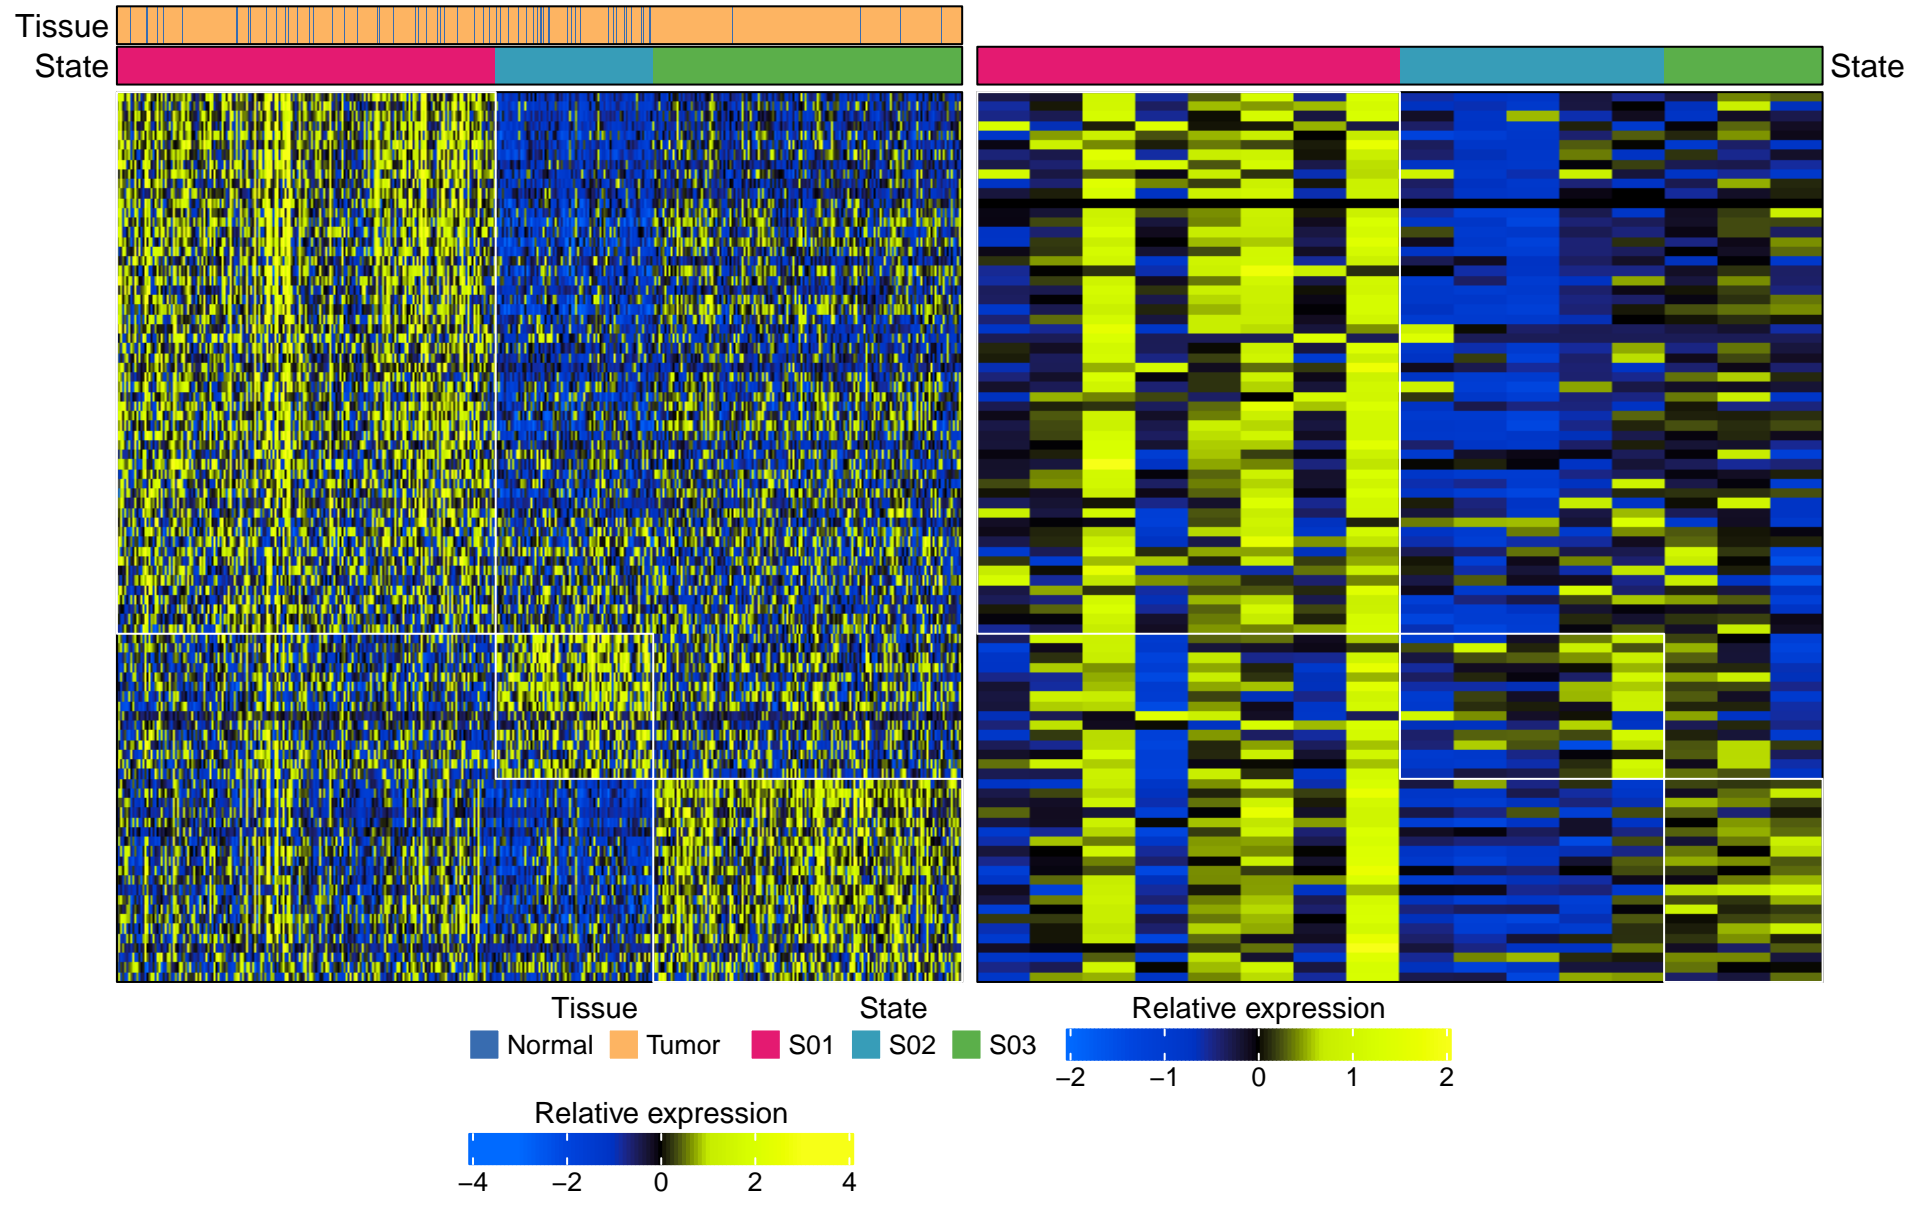 Tissue
State
State
Tissue State Relative expression
Normal Tumor S01 S02 S03
−2 −1 0 1 2
Relative expression
−4 −2 0 2 4